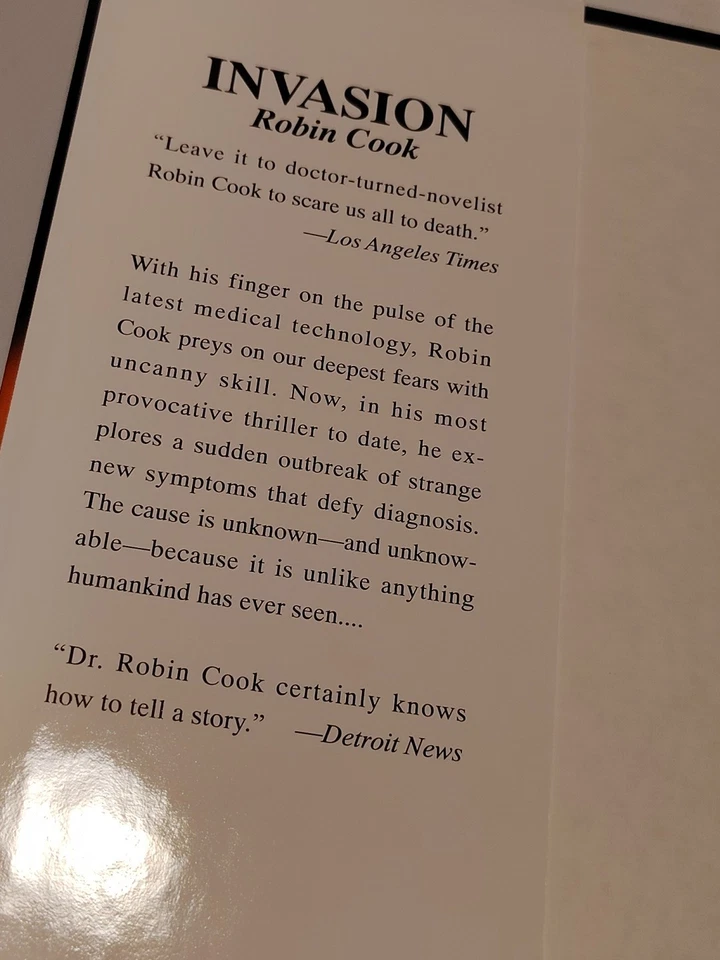 INVASION
Robin Cook
“Leave it to doctor-turned-novelist
Robin Cook to scare us all to death.”
—Los Angeles Times
With his finger on the pulse of the
latest medical technology, Robin
Cook preys on our deepest fears with
uncanny skill. Now, in his most
provocative thriller to date, he ex-
plores a sudden outbreak of strange
new symptoms that defy diagnosis.
The cause is unknown—and unknow-
able—because it is unlike anything
humankind has ever seen....
“Dr. Robin Cook certainly knows
how to tell a story.” —Detroit News